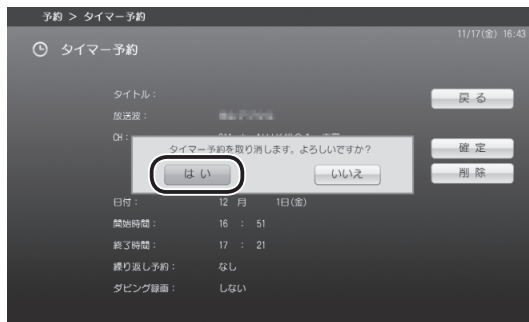 予約 > タイマー予約
11/17(金) 16:43
タイマー予約
タイトル：
戻る
放送波：
CH：
タイマー予約を取り消します。よろしいですか？
確定
はい
いいえ
削除
日付： 12 月 1日(金)
開始時間： 16 ： 51
終了時間： 17 ： 21
繰り返し予約： なし
ダビング録画： しない